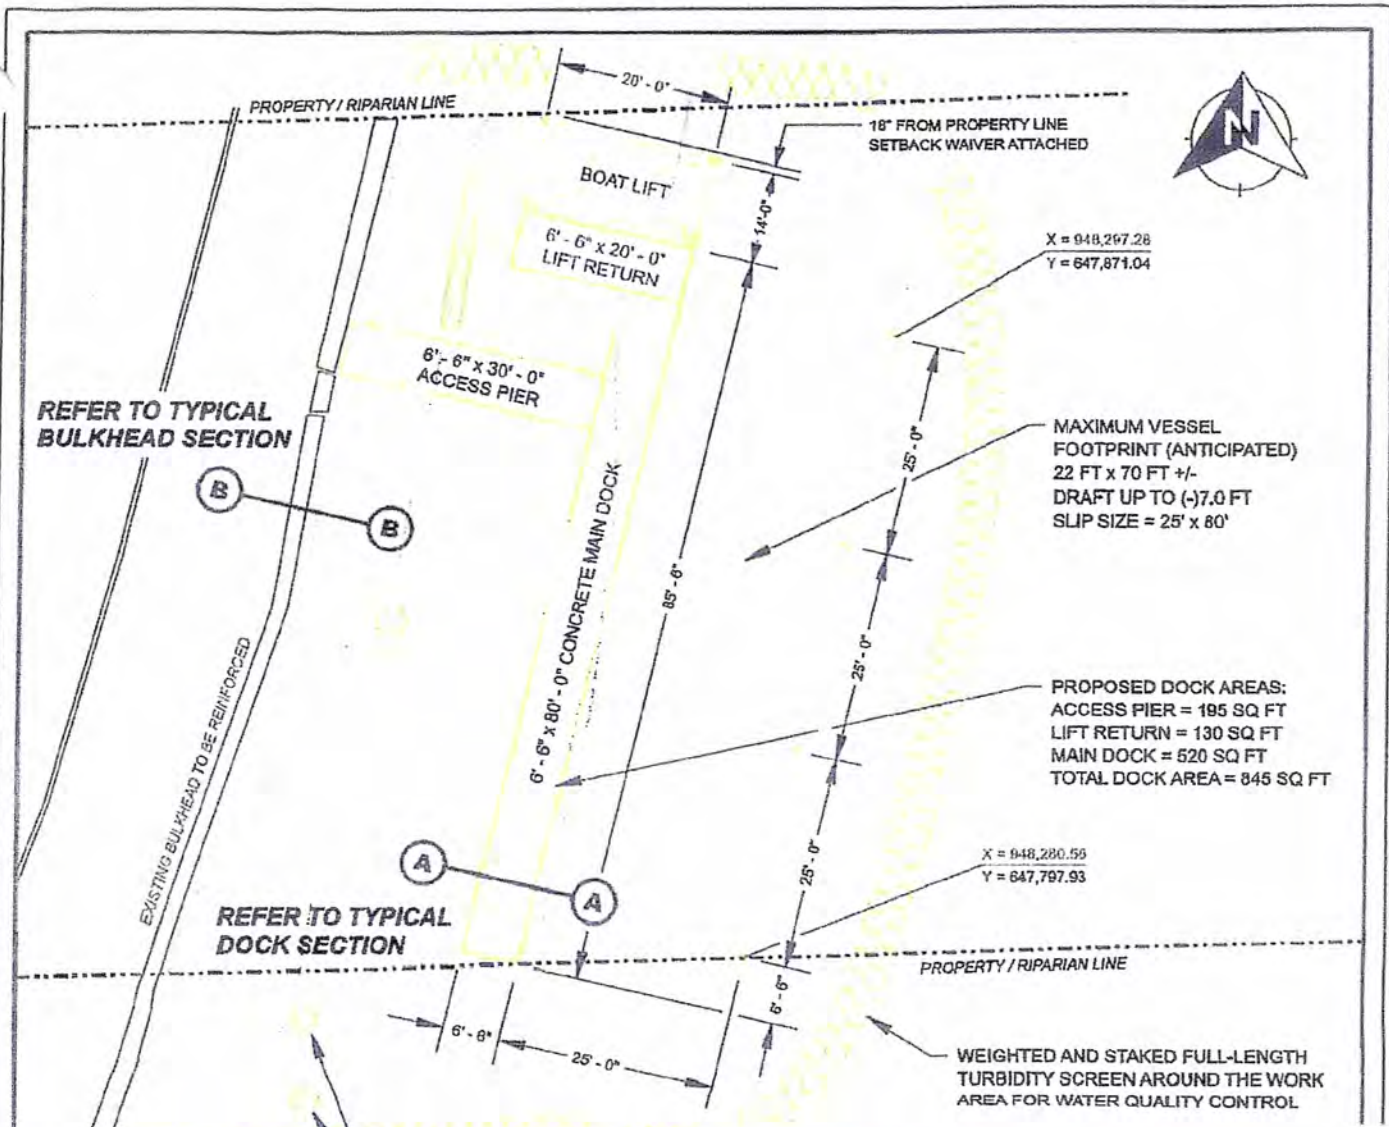 20' - 0"
PROPERTY / RIPARIAN LINE
18" FROM PROPERTY LINE
SETBACK WAIVER ATTACHED
N
BOAT LIFT
14'-0"
6' - 6" x 20' - 0"
LIFT RETURN
X = 948,297.28
Y = 647,871.04
6' - 6" x 30' - 0"
ACCESS PIER
REFER TO TYPICAL
BULKHEAD SECTION
B
B
25' - 0"
MAXIMUM VESSEL
FOOTPRINT (ANTICIPATED)
22 FT x 70 FT +/-
DRAFT UP TO (-)7.0 FT
SLIP SIZE = 25' x 80'
85' - 6"
6' - 6" x 80' - 0" CONCRETE MAIN DOCK
25' - 0"
EXISTING BULKHEAD TO BE REINFORCED
PROPOSED DOCK AREAS:
ACCESS PIER = 195 SQ FT
LIFT RETURN = 130 SQ FT
MAIN DOCK = 520 SQ FT
TOTAL DOCK AREA = 845 SQ FT
A
A
25' - 0"
X = 948,280.56
Y = 647,797.93
REFER TO TYPICAL
DOCK SECTION
PROPERTY / RIPARIAN LINE
6' - 6"
6' - 6"
25' - 0"
WEIGHTED AND STAKED FULL-LENGTH
TURBIDITY SCREEN AROUND THE WORK
AREA FOR WATER QUALITY CONTROL